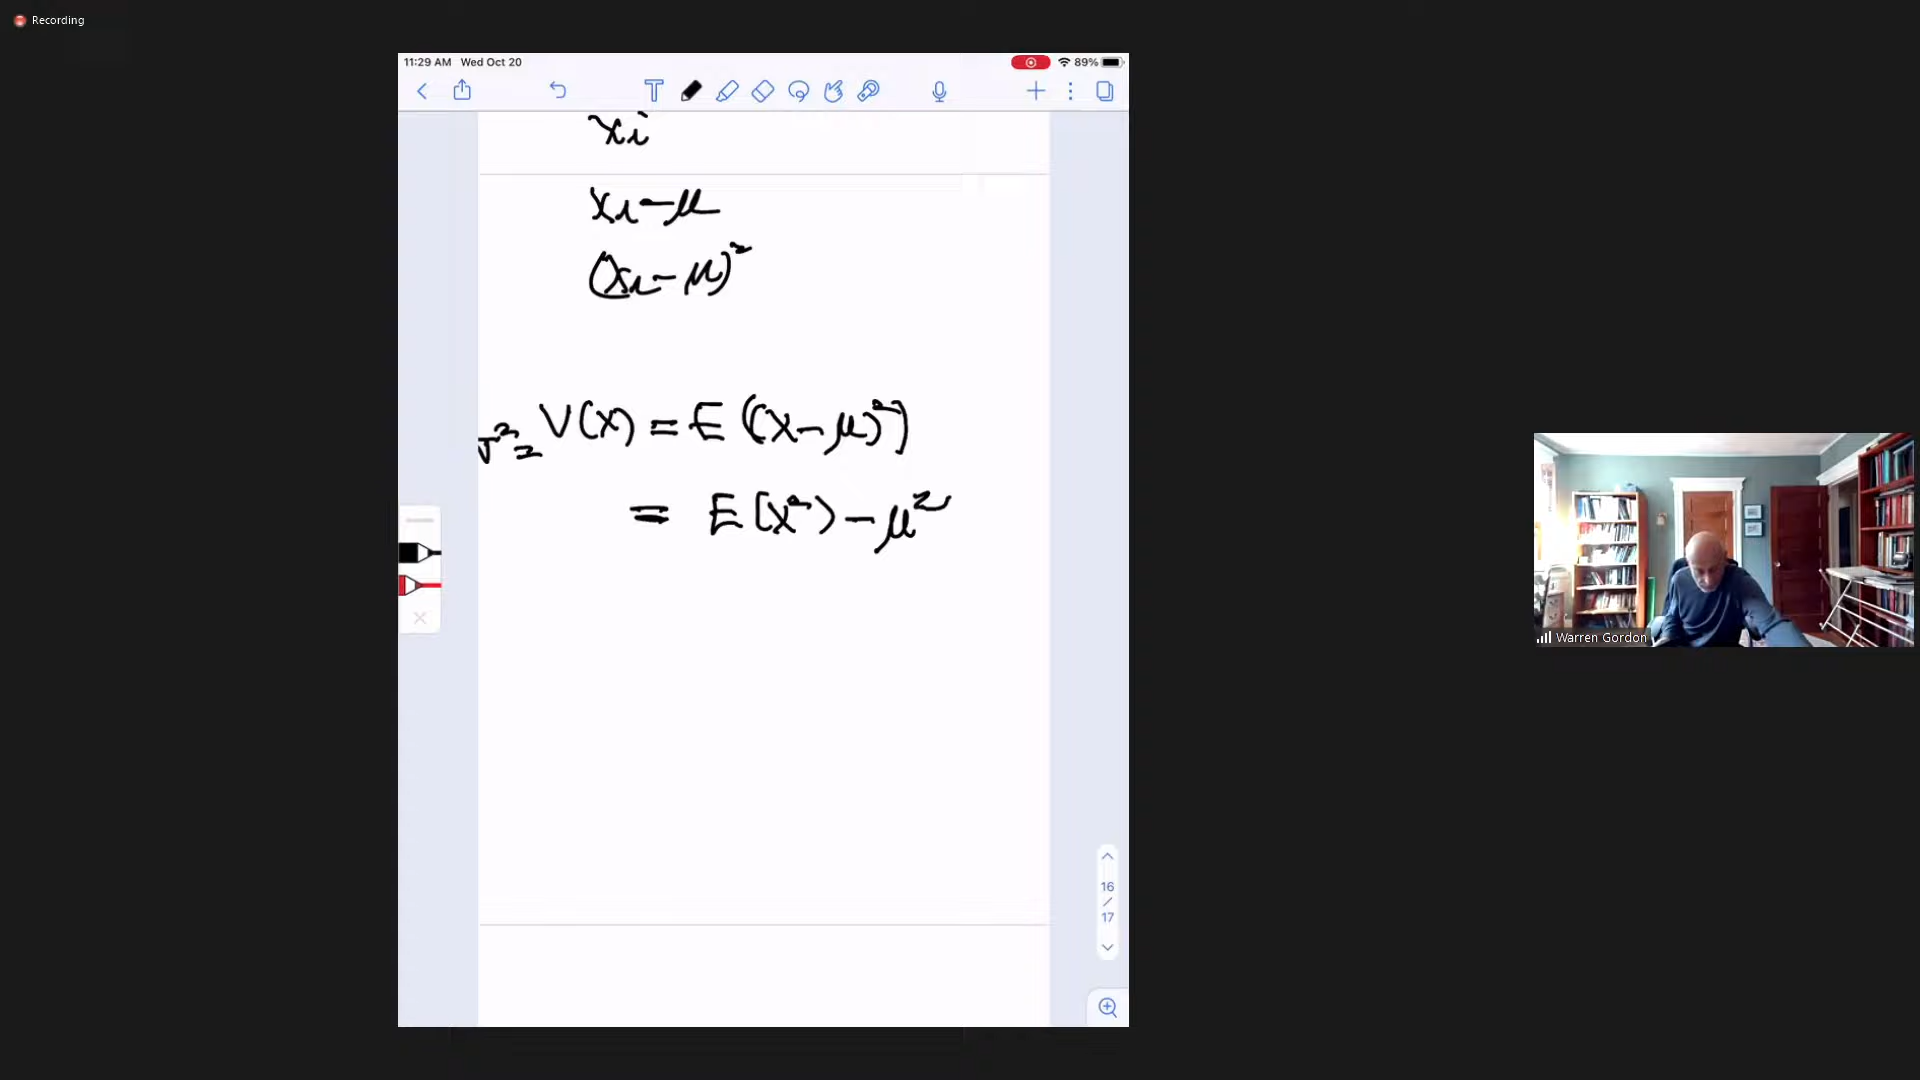 Recording
11:29 AM Wed Oct 20
89%
xi
xi-μ
(xi-μ)²
σ²= V(X) = E((X-μ)²)
= E(X²)-μ²
16
/
17
Warren Gordon